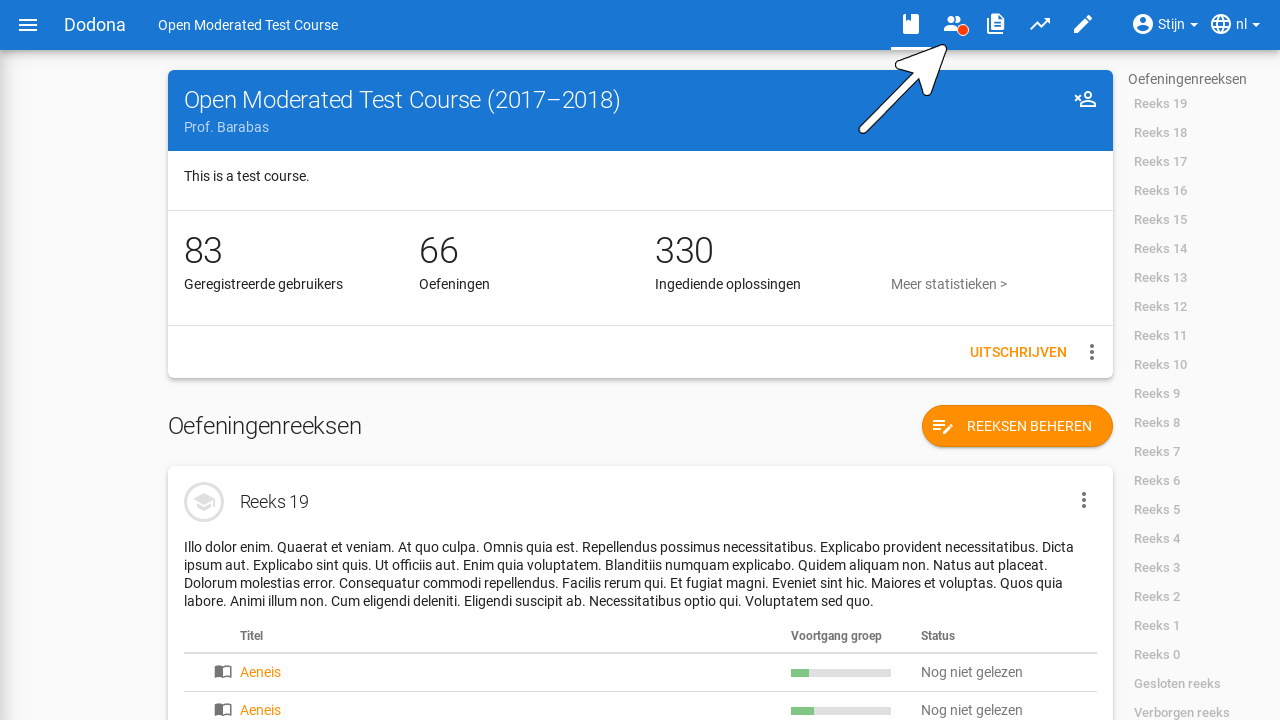 Dodona
Open Moderated Test Course
Stijn
nl
Open Moderated Test Course (2017–2018)
Prof. Barabas
This is a test course.
83
Geregistreerde gebruikers
66
Oefeningen
330
Ingediende oplossingen
Meer statistieken >
UITSCHRIJVEN
Oefeningenreeksen
REEKSEN BEHEREN
Reeks 19
Illo dolor enim. Quaerat et veniam. At quo culpa. Omnis quia est. Repellendus possimus necessitatibus. Explicabo provident necessitatibus. Dicta
ipsum aut. Explicabo sint quis. Ut officiis aut. Enim quia voluptatem. Blanditiis numquam explicabo. Quidem aliquam non. Natus aut placeat.
Dolorum molestias error. Consequatur commodi repellendus. Facilis rerum qui. Et fugiat magni. Eveniet sint hic. Maiores et voluptas. Quos quia
labore. Animi illum non. Cum eligendi deleniti. Eligendi suscipit ab. Necessitatibus optio qui. Voluptatem sed quo.
Titel Voortgang groep Status
Aeneis Nog niet gelezen
Aeneis Nog niet gelezen
Oefeningenreeksen
Reeks 19
Reeks 18
Reeks 17
Reeks 16
Reeks 15
Reeks 14
Reeks 13
Reeks 12
Reeks 11
Reeks 10
Reeks 9
Reeks 8
Reeks 7
Reeks 6
Reeks 5
Reeks 4
Reeks 3
Reeks 2
Reeks 1
Reeks 0
Gesloten reeks
Verborgen reeks